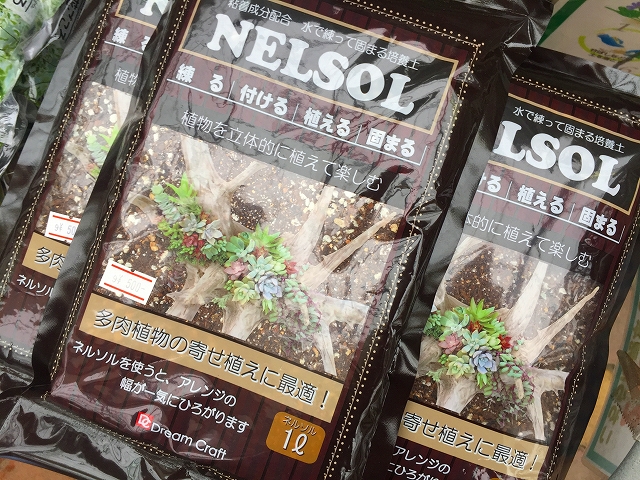 粘着成分配合 水で練って固まる培養土
NELSOL
練る|付ける|植える|固まる
植物を立体的に植えて楽しむ
多肉植物の寄せ植えに最適!
ネルソルを使うと、アレンジの
幅が一気にひろがります
Dream Craft
ネルソル
1ℓ
植物
多肉
ネル
幅
水で練って固まる培養土
LSOL
ける|植える|固まる
体的に植えて楽しむ
寄せ植えに最適!
アレンジの
にひろがります